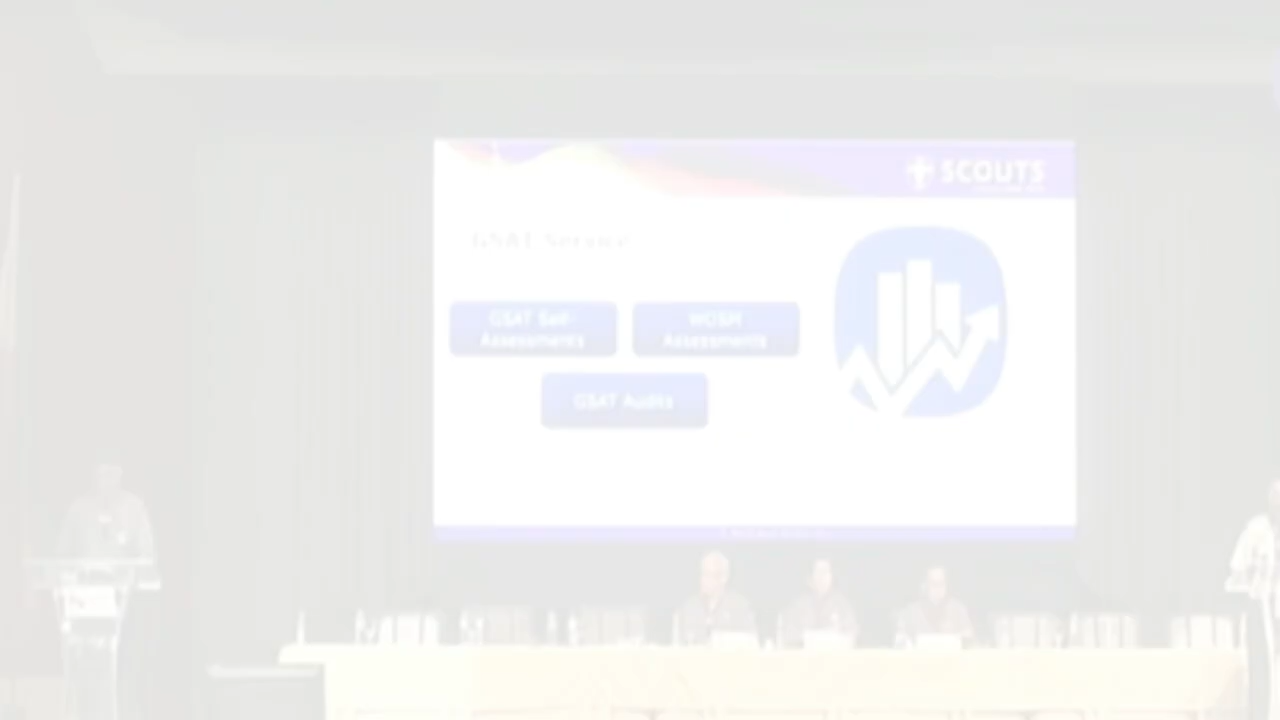 SCOUTS
GSAT Service
GSAT Self-
Assessments
WOSM
Assessments
GSAT Audits